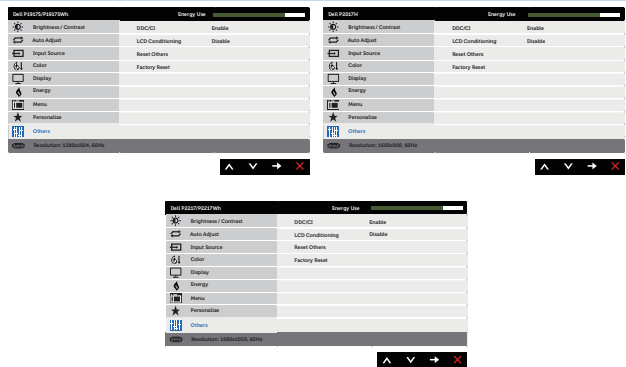 Dell P1917S/P1917SWh Energy Use
Brightness / Contrast DDC/CI Enable
Auto Adjust LCD Conditioning Disable
Input Source Reset Others
Color Factory Reset
Display
Energy
Menu
Personalize
Others
Resolution: 1280x1024, 60Hz
Dell P2017H Energy Use
Brightness / Contrast DDC/CI Enable
Auto Adjust LCD Conditioning Disable
Input Source Reset Others
Color Factory Reset
Display
Energy
Menu
Personalize
Others
Resolution: 1600x900, 60Hz
Dell P2217/P2217Wh Energy Use
Brightness / Contrast DDC/CI Enable
Auto Adjust LCD Conditioning Disable
Input Source Reset Others
Color Factory Reset
Display
Energy
Menu
Personalize
Others
Resolution: 1680x1050, 60Hz